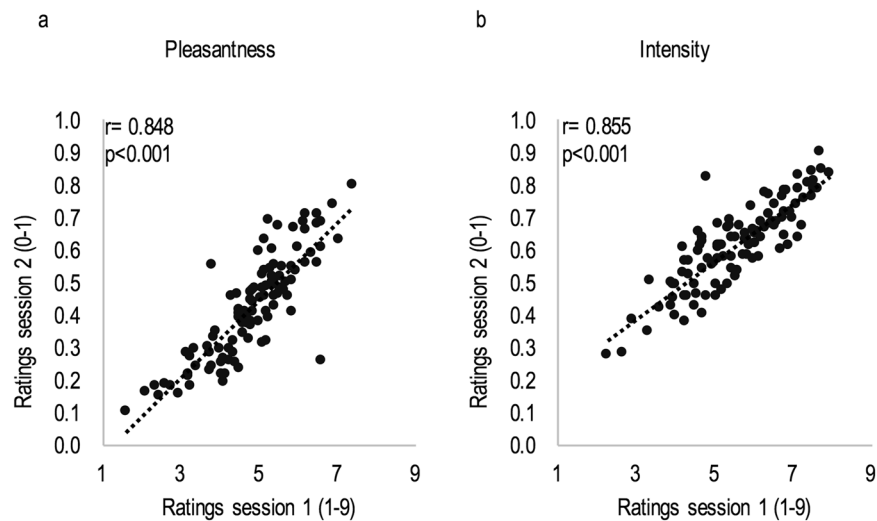 a
Pleasantness
r= 0.848
p<0.001
1.0
0.9
0.8
0.7
0.6
0.5
0.4
0.3
0.2
0.1
0.0
Ratings session 2 (0-1)
1 3 5 7 9
Ratings session 1 (1-9)
b
Intensity
r= 0.855
p<0.001
1.0
0.9
0.8
0.7
0.6
0.5
0.4
0.3
0.2
0.1
0.0
Ratings session 2 (0-1)
1 3 5 7 9
Ratings session 1 (1-9)